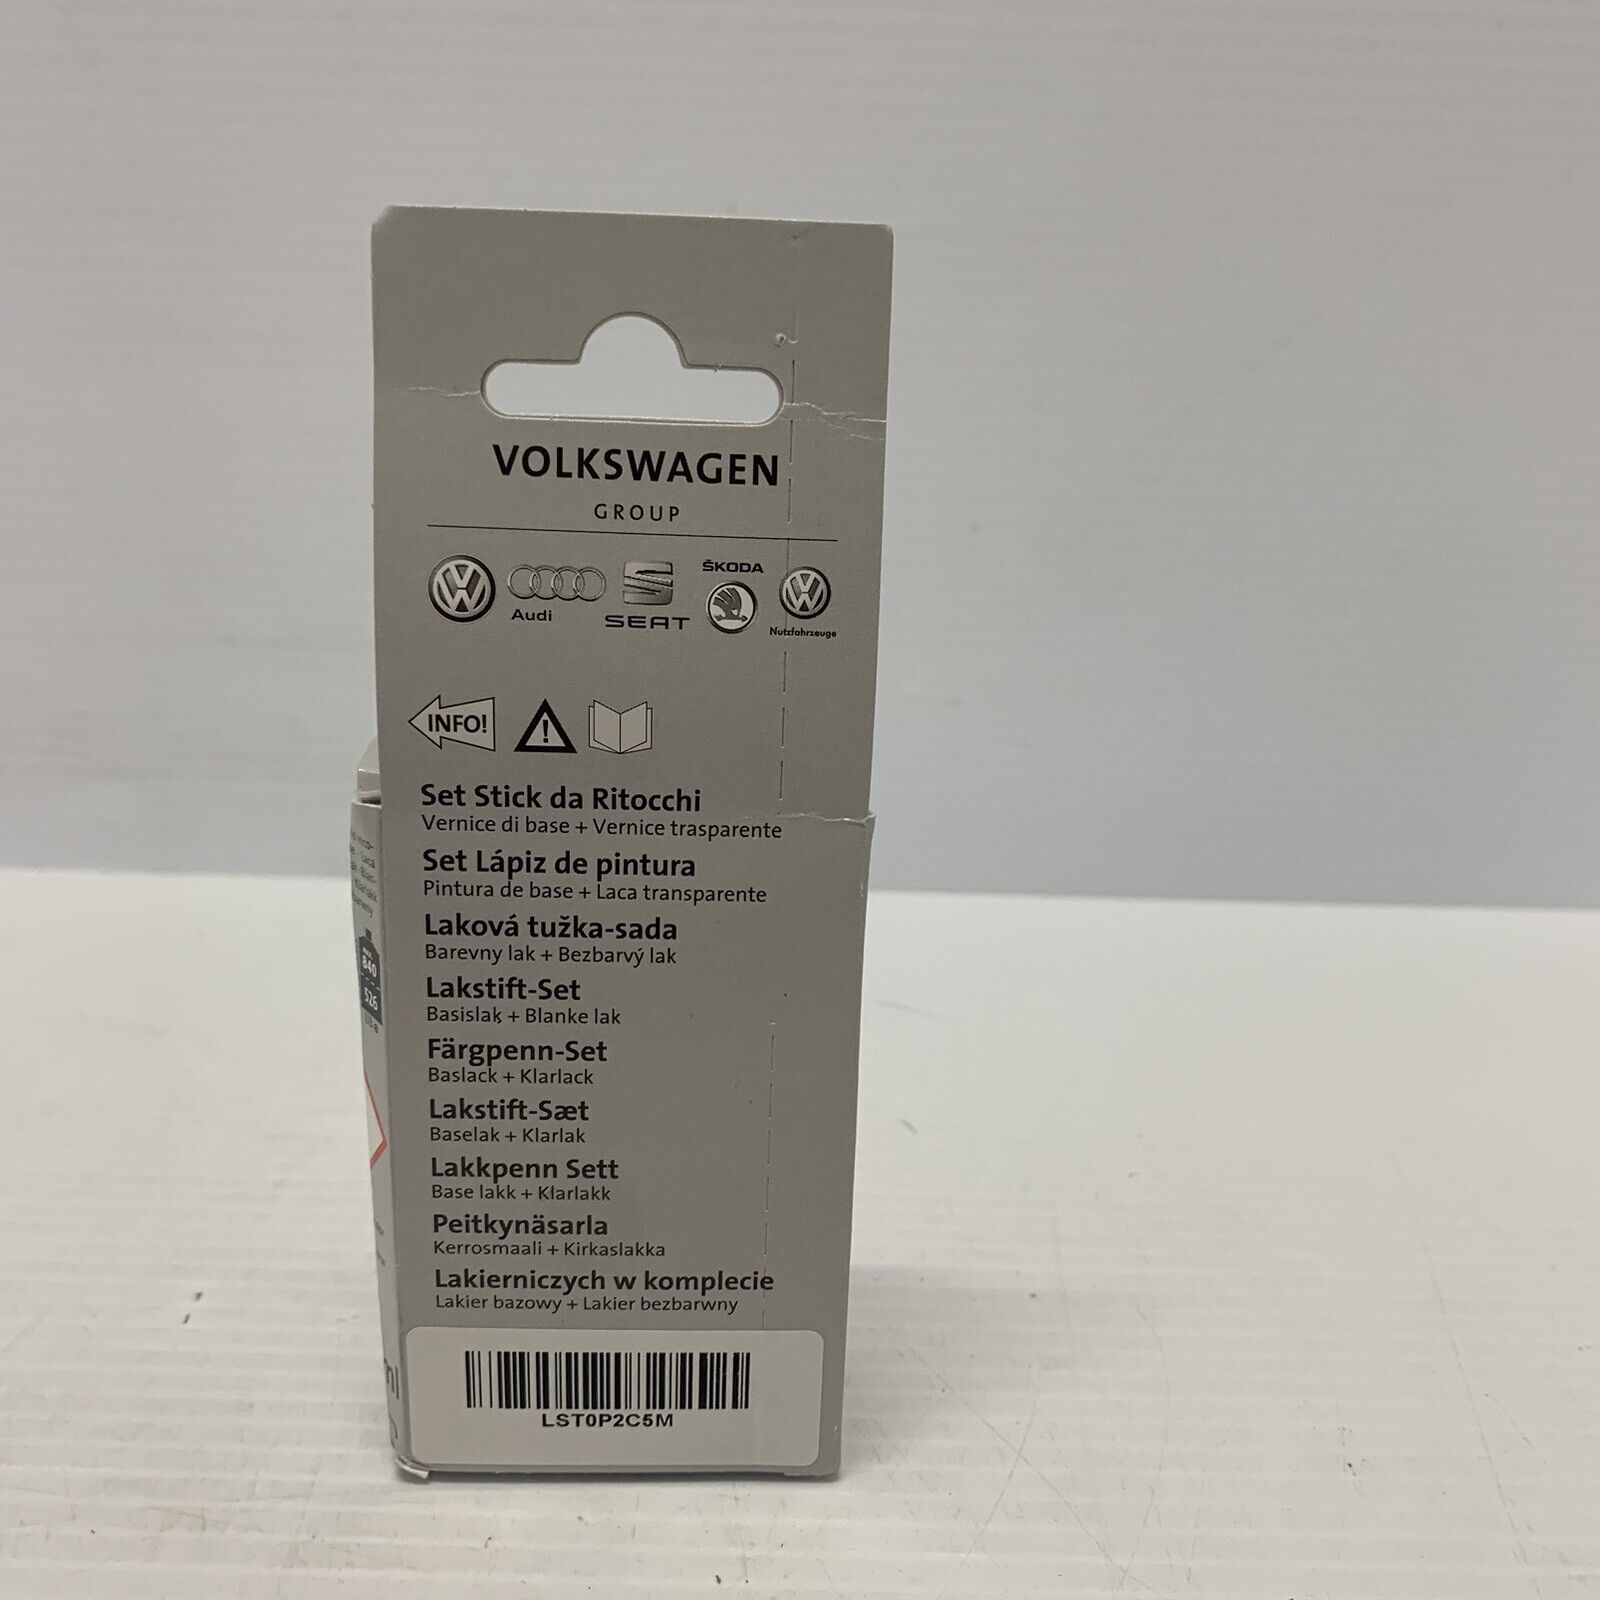 VOLKSWAGEN
GROUP
Audi
SEAT
ŠKODA
Nutzfahrzeuge
INFO!
Set Stick da Ritocchi
Vernice di base + Vernice trasparente
Set Lápiz de pintura
Pintura de base + Laca transparente
Laková tužka-sada
Barevny lak + Bezbarvý lak
Lakstift-Set
Basislak + Blanke lak
Färgpenn-Set
Baslack + Klarlack
Lakstift-Sæt
Baselak + Klarlak
Lakkpenn Sett
Base lakk + Klarlakk
Peitkynäsarla
Kerrosmaali + Kirkaslakka
Lakierniczych w komplecie
Lakier bazowy + Lakier bezbarwny
LST0P2C5M
840
526
ml